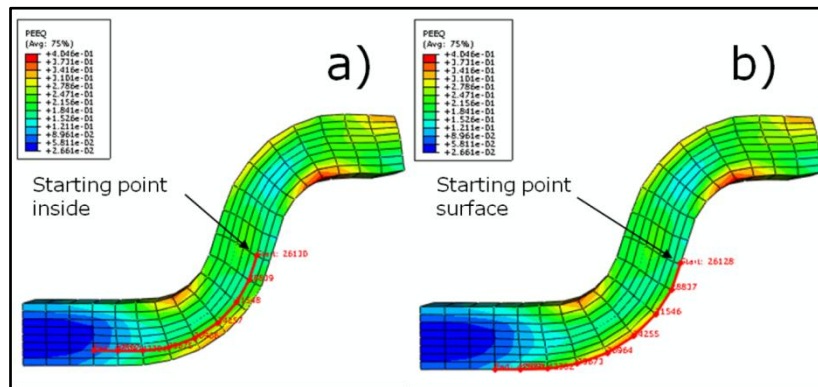 PEEQ
(Avg: 75%)
+4.046e-01
+3.731e-01
+3.416e-01
+3.101e-01
+2.786e-01
+2.471e-01
+2.156e-01
+1.841e-01
+1.526e-01
+1.211e-01
+8.961e-02
+5.811e-02
+2.661e-02
a)
Starting point
inside
Start: 26130
PEEQ
(Avg: 75%)
+4.046e-01
+3.731e-01
+3.416e-01
+3.101e-01
+2.786e-01
+2.471e-01
+2.156e-01
+1.841e-01
+1.526e-01
+1.211e-01
+8.961e-02
+5.811e-02
+2.661e-02
b)
Starting point
surface
Start: 26128
8837
1546
4255